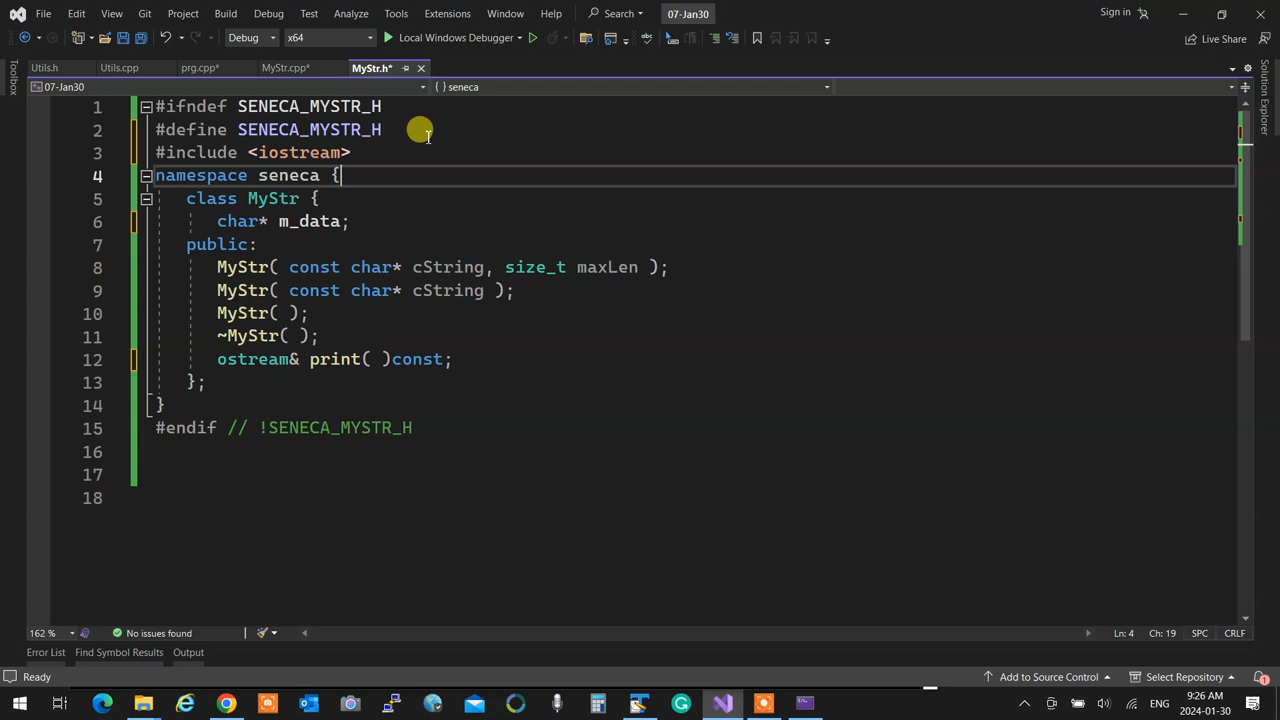 File Edit View Git Project Build Debug Test Analyze Tools Extensions Window Help Search 07-Jan30 Sign in
Debug x64 Local Windows Debugger Live Share
Toolbox
Utils.h Utils.cpp prg.cpp* MyStr.cpp* MyStr.h*
07-Jan30 { } seneca
Solution Explorer
1 #ifndef SENECA_MYSTR_H
2 #define SENECA_MYSTR_H
3 #include <iostream>
4 namespace seneca {
5 class MyStr {
6 char* m_data;
7 public:
8 MyStr( const char* cString, size_t maxLen );
9 MyStr( const char* cString );
10 MyStr( );
11 ~MyStr( );
12 ostream& print( )const;
13 };
14 }
15 #endif // !SENECA_MYSTR_H
16
17
18
162 % No issues found Ln: 4 Ch: 19 SPC CRLF
Error List Find Symbol Results Output
Ready Add to Source Control Select Repository 1
ENG 9:26 AM
2024-01-30